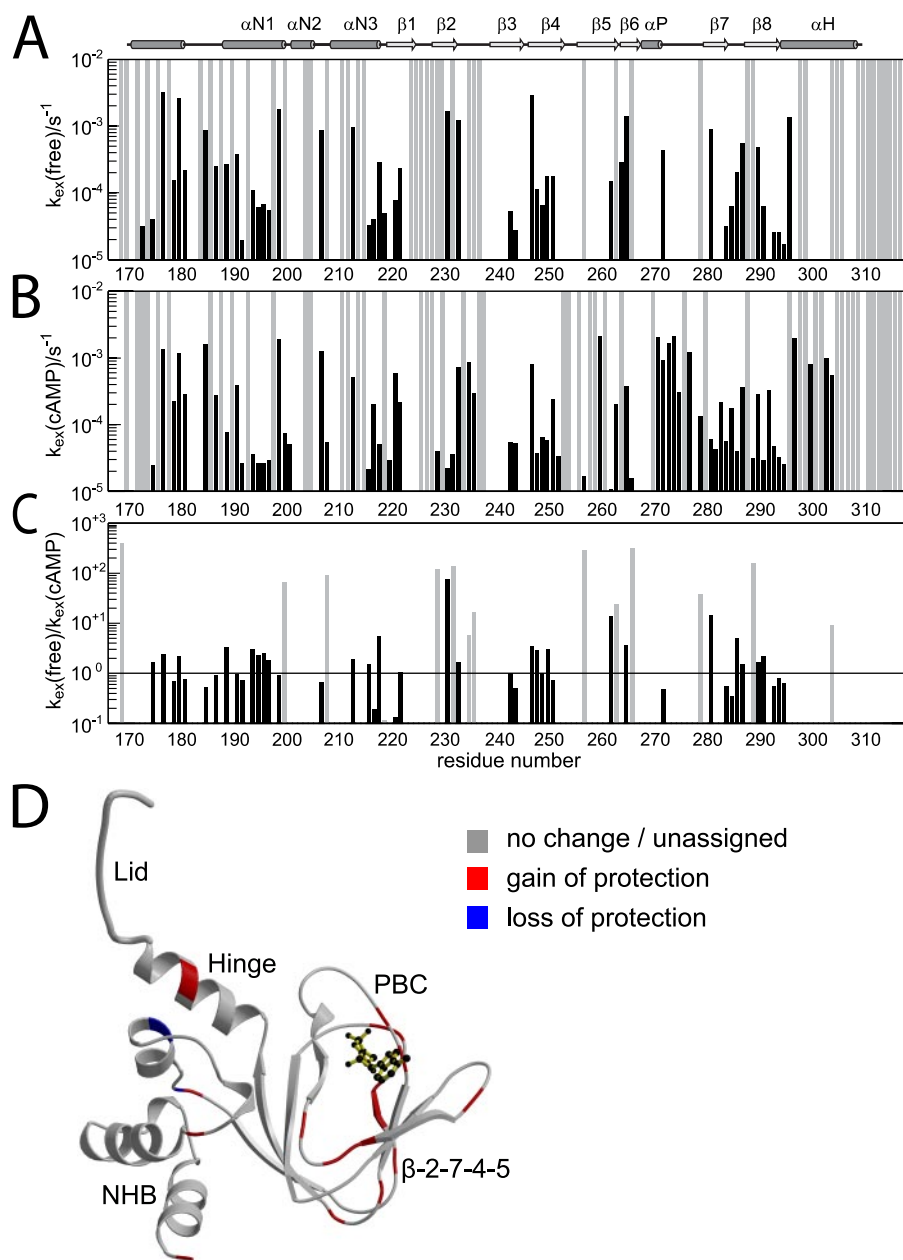 A
αN1 αN2 αN3 β1 β2 β3 β4 β5 β6 αP β7 β8 αH
kex(free)/s-1
10-2
10-3
10-4
10-5
170 180 190 200 210 220 230 240 250 260 270 280 290 300 310
B
kex(cAMP)/s-1
10-2
10-3
10-4
10-5
170 180 190 200 210 220 230 240 250 260 270 280 290 300 310
C
kex(free)/kex(cAMP)
10+3
10+2
10+1
100
10-1
170 180 190 200 210 220 230 240 250 260 270 280 290 300 310
residue number
D
no change / unassigned
gain of protection
loss of protection
Lid
Hinge
PBC
NHB
β-2-7-4-5